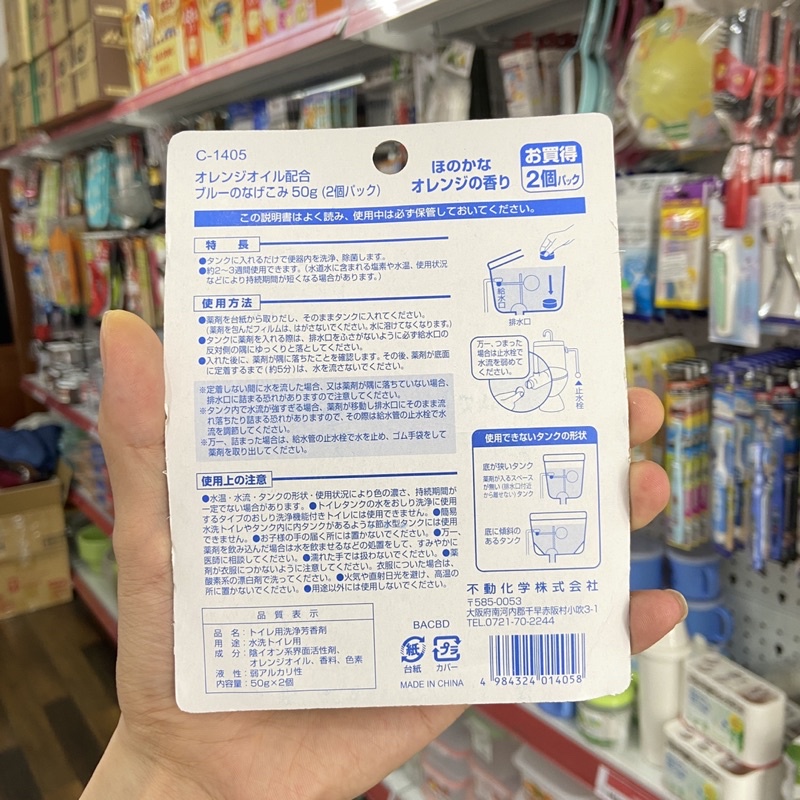 C-1405
オレンジオイル配合
ブルーのなげこみ 50g (2個パック)
ほのかな
オレンジの香り
お買得
2個パック
この説明書はよく読み、使用中は必ず保管しておいてください。
特長
●タンクに入れるだけで便器内を洗浄、除菌します。
●約2~3週間使用できます。(水道水に含まれる塩素や水温、使用状況
などにより持続期間が短くなる場合があります。)
使用方法
●薬剤を台紙から取りだし、そのままタンクに入れてください。
(薬剤を包んだフィルムは、はがさないでください。水に溶けてなくなります。)
●タンクに薬剤を入れる際は、排水口をふさがないように必ず給水口の
反対側の隅にゆっくりと落としてください。
●入れた後に、薬剤が隅に落ちたことを確認します。その後、薬剤が底面
に定着するまで(約5分)は、水を流さないでください。
※定着しない間に水を流した場合、又は薬剤が隅に落ちていない場合、
排水口に詰まる恐れがありますので注意してください。
※タンク内で水流が強すぎる場合、薬剤が移動し排水口にそのまま流
れ落ちたり詰まる恐れがありますので、その際は給水管の止水栓で水
流を調節してください。
※万一、詰まった場合は、給水管の止水栓で水を止め、ゴム手袋をして
薬剤を取り出してください。
給水口
排水口
万一、つまった
場合は止水栓で
水流を弱めて
ください。
止水栓
使用できないタンクの形状
底が狭いタンク
薬剤が入るスペース
が無い(排水口付近
から離せない)タンク
底に傾斜の
あるタンク
使用上の注意
●水温・水流・タンクの形状・使用状況により色の濃さ、持続期間が
一定でない場合があります。●トイレタンクの水をおしり洗浄に使用
するタイプのおしり洗浄機能付きトイレには使用できません。●簡易
水洗トイレやタンク内に内タンクがあるような節水型タンクには使用
できません。●お子様の手の届く所には置かないでください。●万一、
薬剤を飲み込んだ場合は水を飲ませるなどの処置をして、すみやかに
医師に相談してください。●濡れた手では扱わないでください。●薬
剤が衣服につかないように注意してください。衣服についた場合は、
酸素系の漂白剤で洗ってください。●火気や直射日光を避け、高温の
所に置かないでください。●用途以外には使用しないでください。
品質表示
品名:トイレ用洗浄芳香剤
用途:水洗トイレ用
成分:陰イオン系界面活性剤、
オレンジオイル、香料、色素
液性:弱アルカリ性
内容量:50g×2個
不動化学株式会社
〒585-0053
大阪府南河内郡千早赤阪村小吹3-1
TEL.0721-70-2244
BACBD
紙
台紙
プラ
カバー
MADE IN CHINA
4 984324 014058